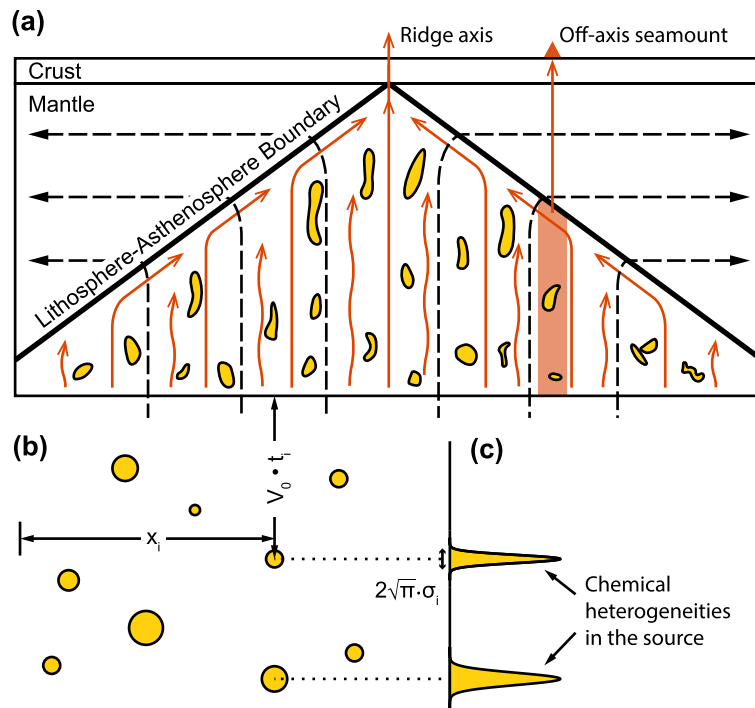 (a)
Ridge axis
Off-axis seamount
Crust
Mantle
Lithosphere-Asthenosphere Boundary
(b)
V₀ • tᵢ
(c)
xᵢ
2√π·σᵢ
Chemical
heterogeneities
in the source